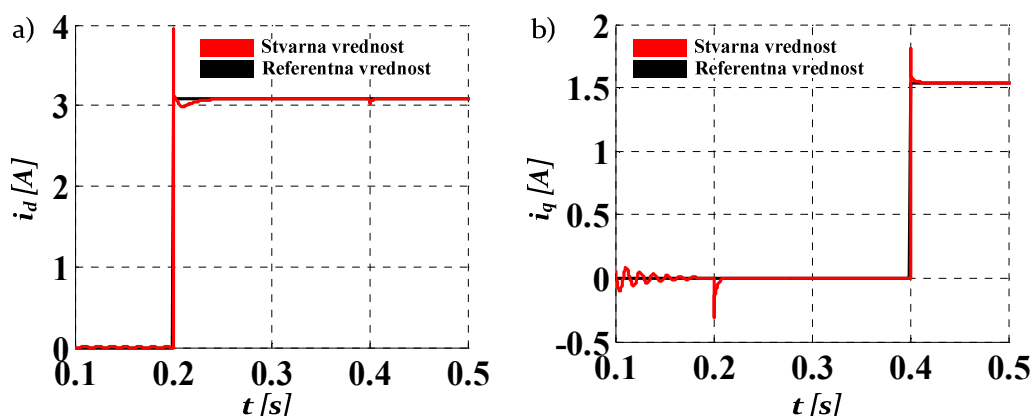 a)
4
3
2
1
0
0.1 0.2 0.3 0.4 0.5
i_d [A]
t [s]
Stvarna vrednost
Referentna vrednost
b)
2
1.5
1
0.5
0
-0.5
0.1 0.2 0.3 0.4 0.5
i_q [A]
t [s]
Stvarna vrednost
Referentna vrednost